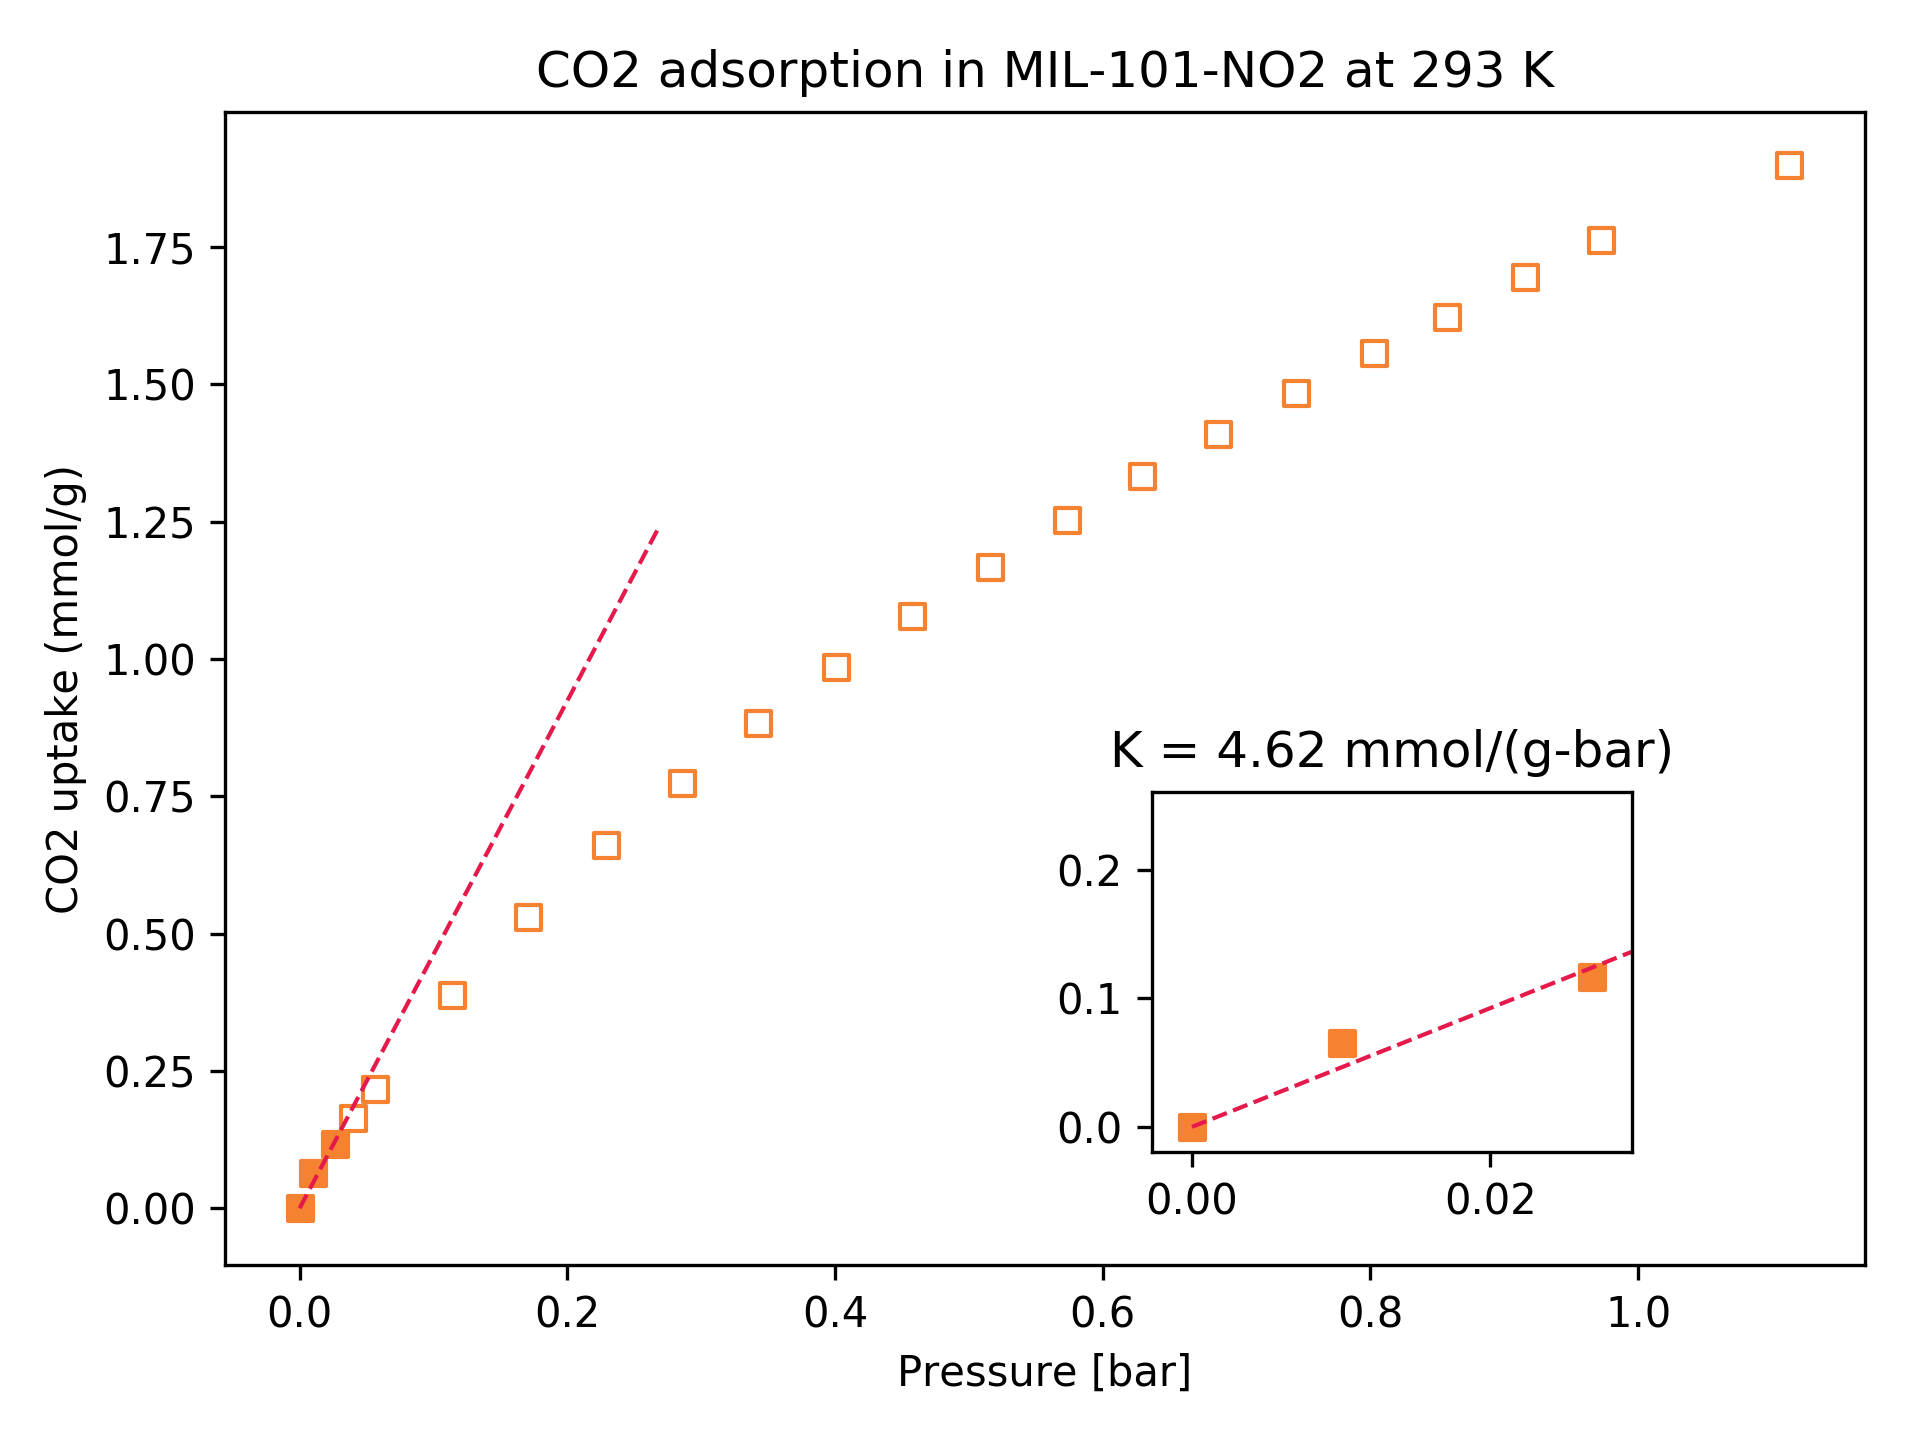 CO2 adsorption in MIL-101-NO2 at 293 K
CO2 uptake (mmol/g)
1.75
1.50
1.25
1.00
0.75
0.50
0.25
0.00
K = 4.62 mmol/(g-bar)
0.2
0.1
0.0
0.00 0.02
0.0 0.2 0.4 0.6 0.8 1.0
Pressure [bar]